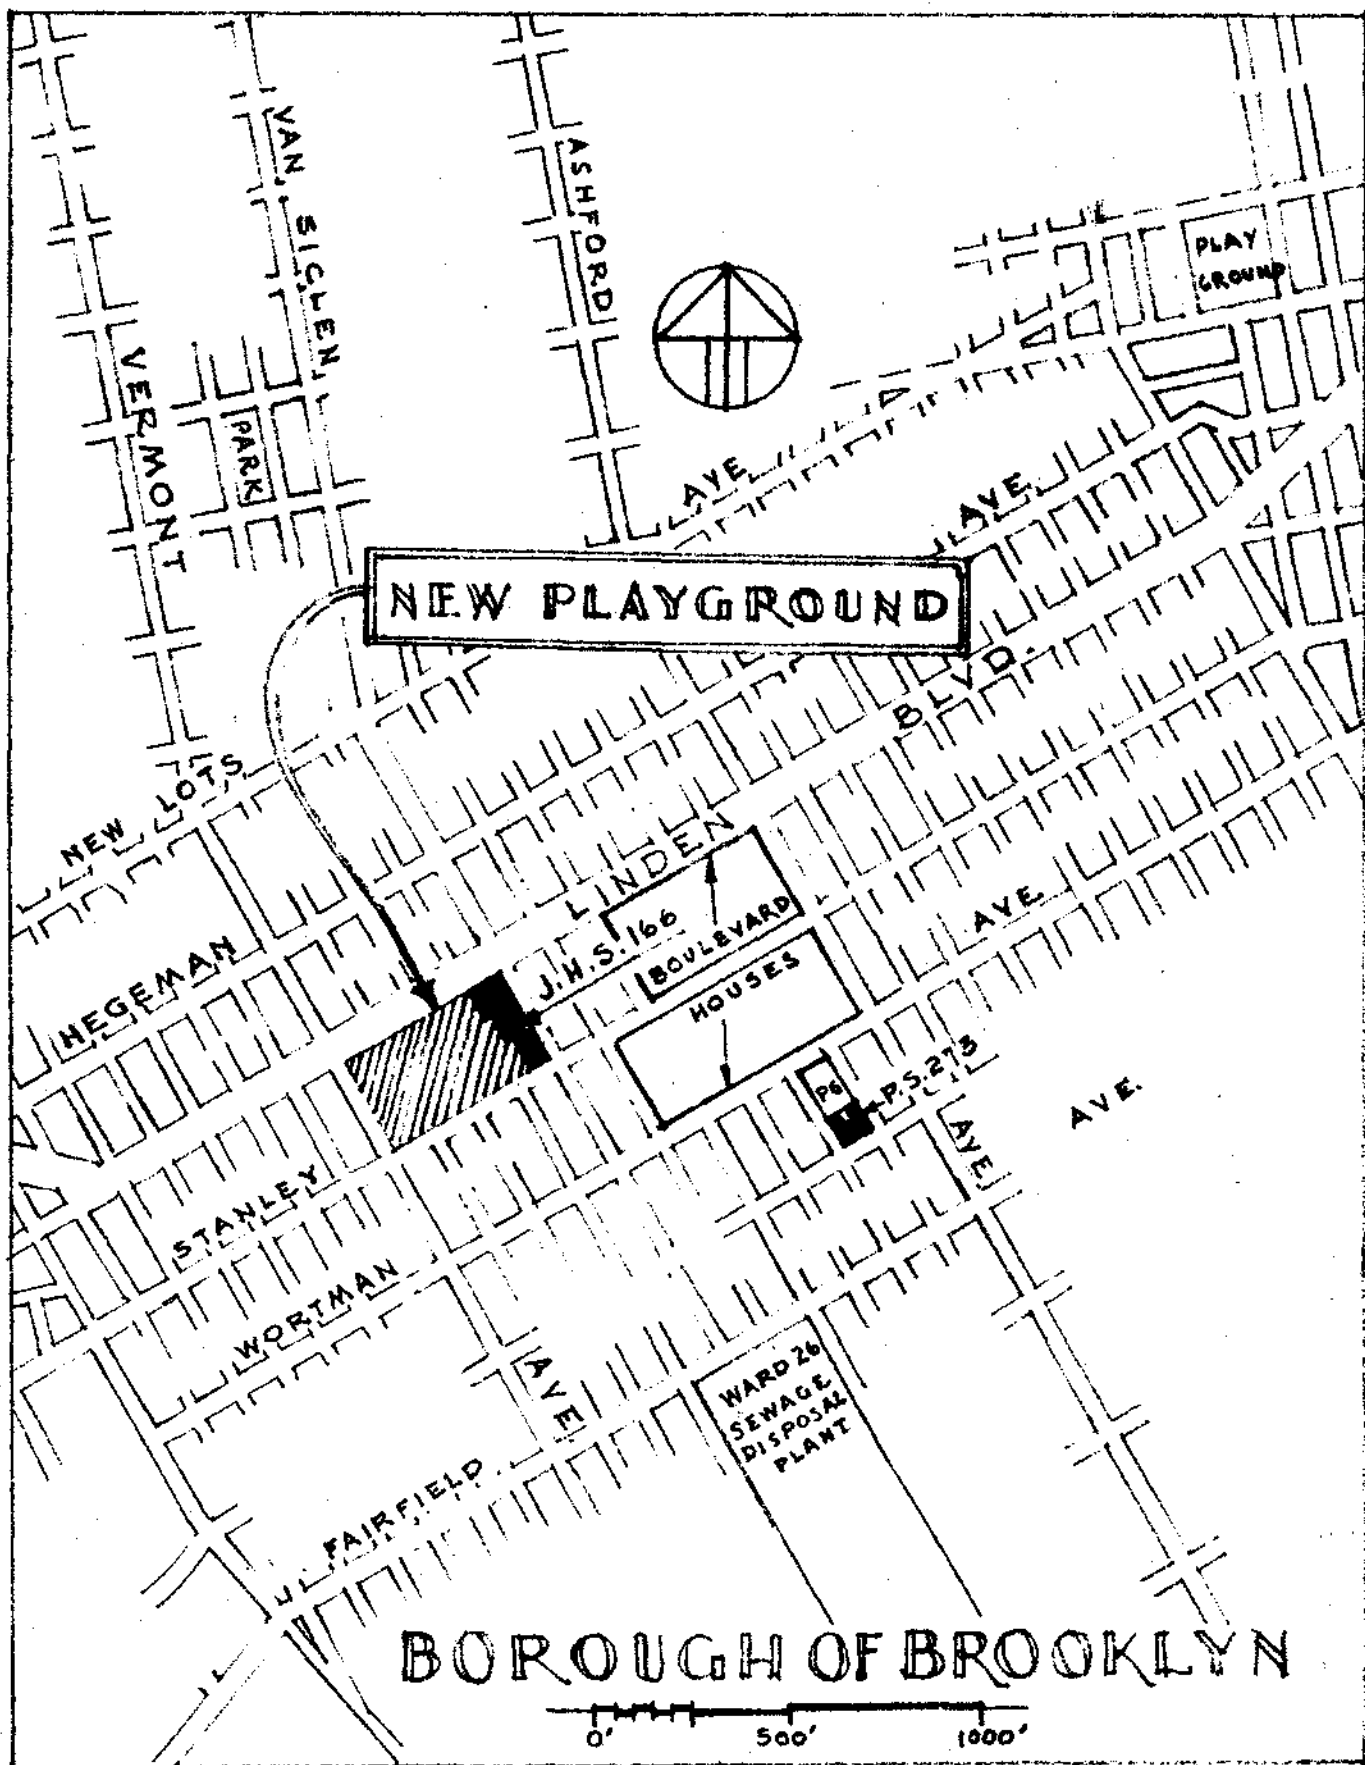 VAN SICLEN
ASHFORD
PLAY
GROUND
VERMONT
PARK
AVE
AVE.
NEW PLAYGROUND
BLVD.
NEW LOTS
LINDEN
HEGEMAN
J.H.S. 166
BOULEVARD
HOUSES
AVE.
PG
P.S. 273
AVE.
AVE.
STANLEY
WORTMAN
AVE.
WARD 26
SEWAGE
DISPOSAL
PLANT
FAIRFIELD
BOROUGH OF BROOKLYN
0' 500' 1000'